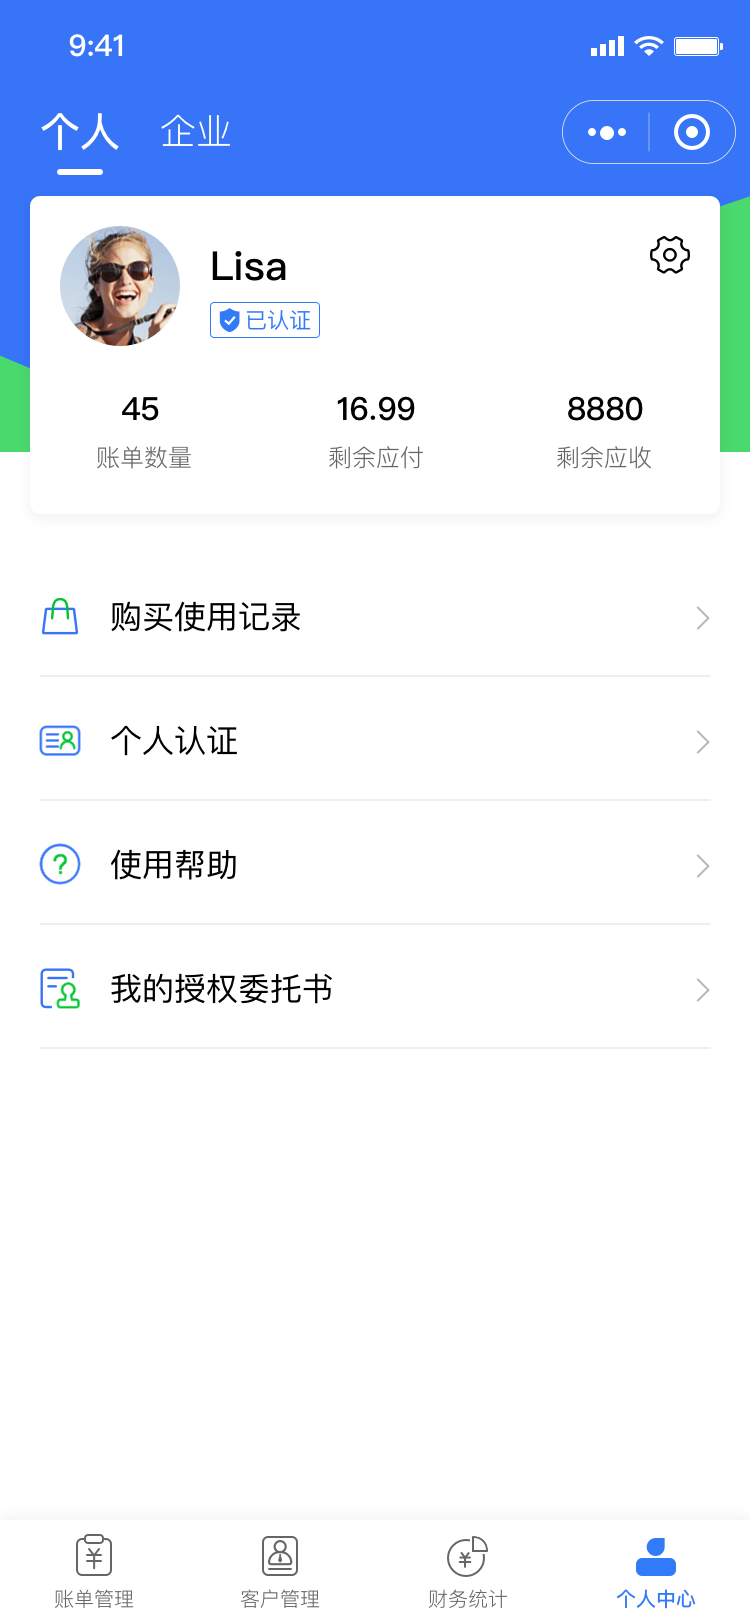 9:41
个人 企业
Lisa
已认证
45 16.99 8880
账单数量 剩余应付 剩余应收
购买使用记录
个人认证
使用帮助
我的授权委托书
账单管理 客户管理 财务统计 个人中心